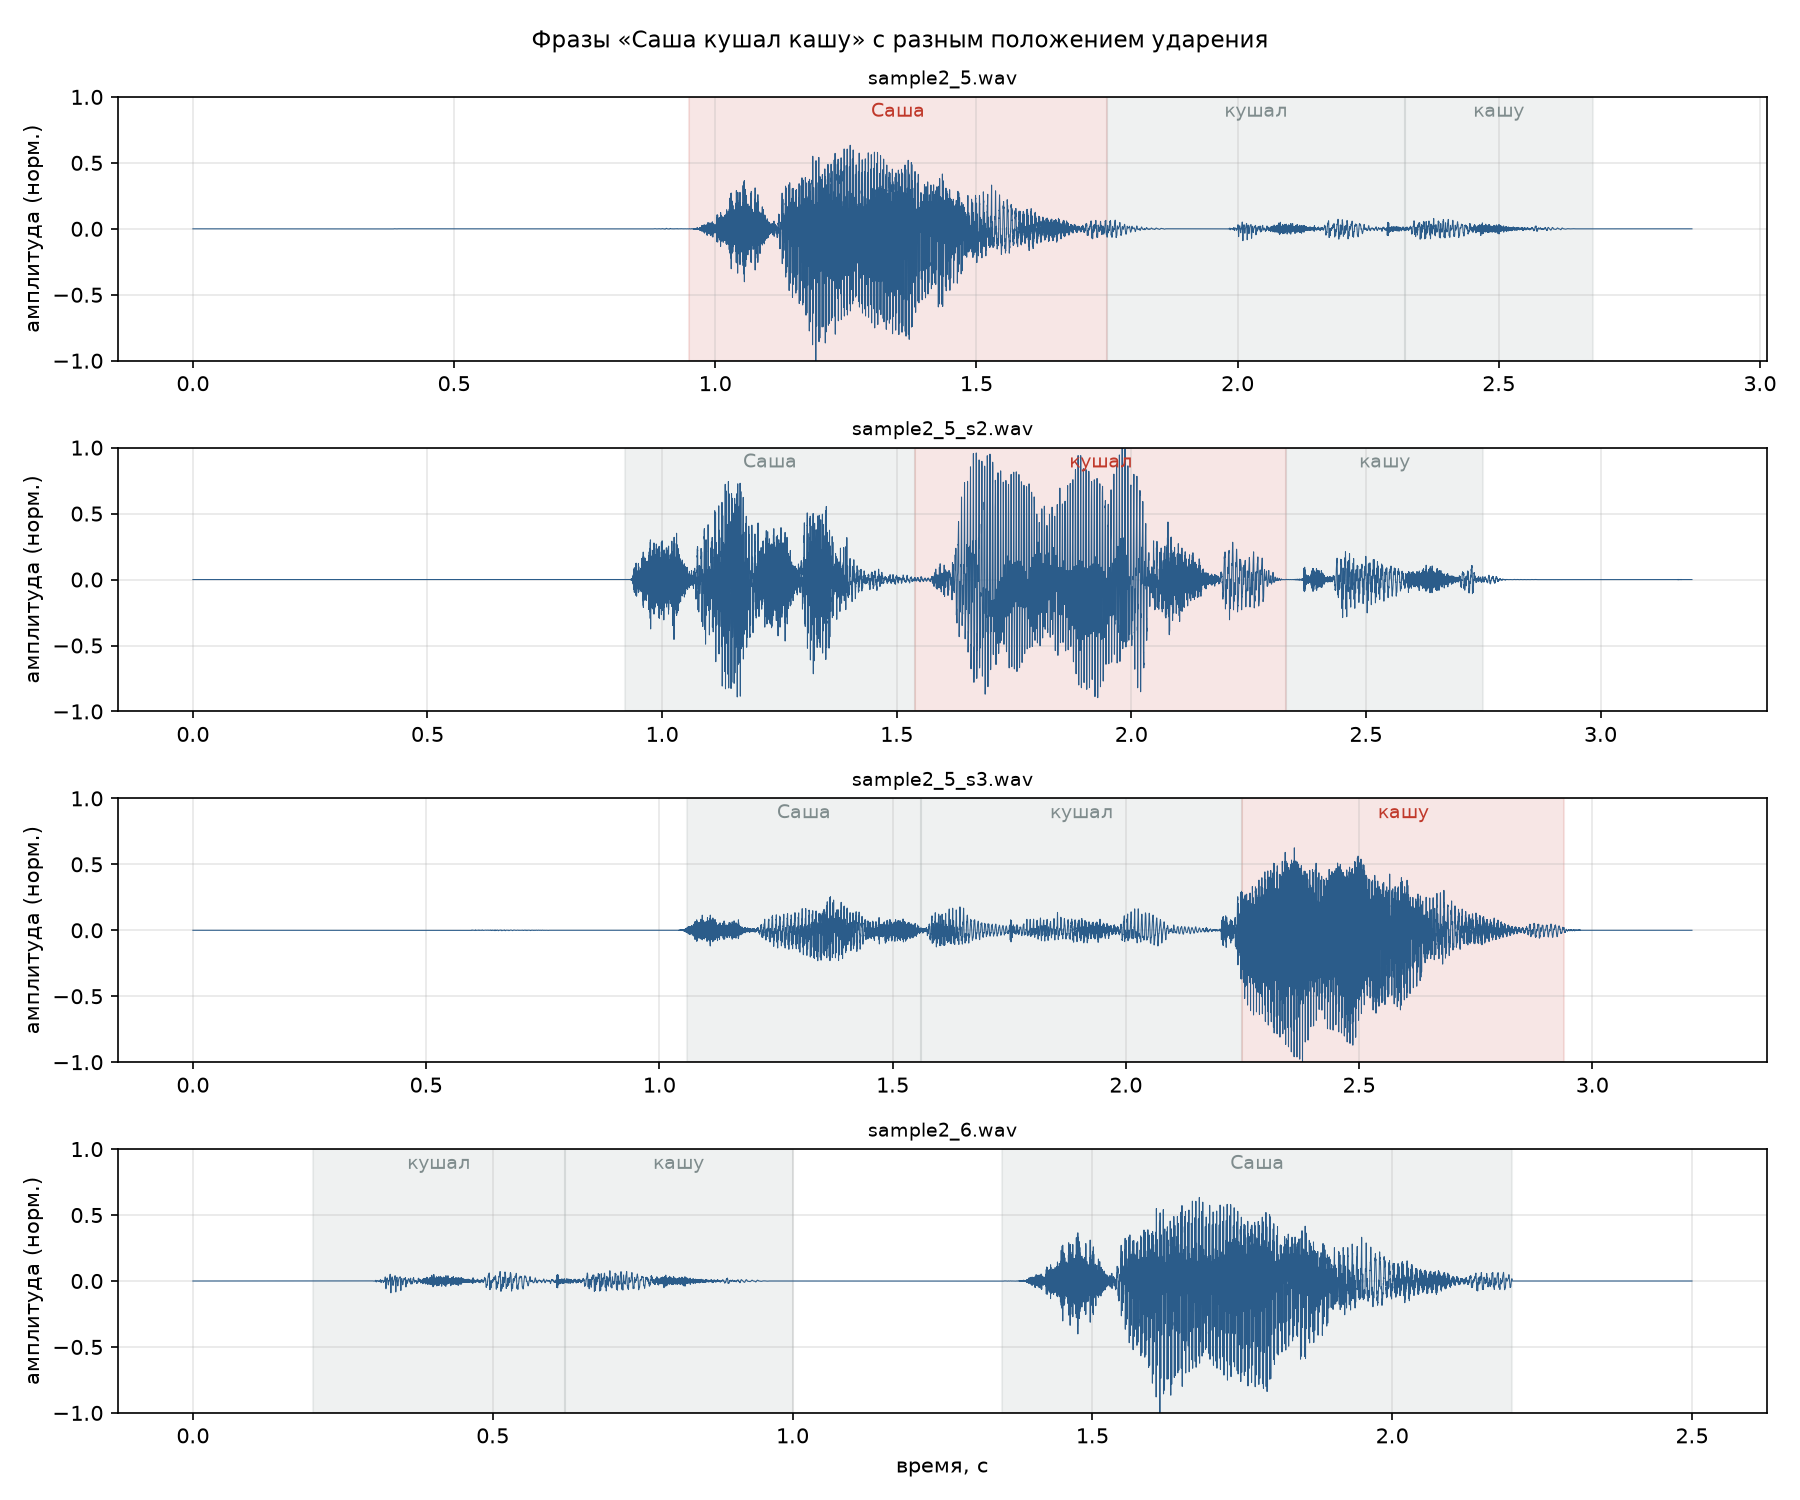 Фразы «Саша кушал кашу» с разным положением ударения
sample2_5.wav
Саша кушал кашу
амплитуда (норм.)
1.0
0.5
0.0
−0.5
−1.0
0.0 0.5 1.0 1.5 2.0 2.5 3.0
sample2_5_s2.wav
Саша кушал кашу
амплитуда (норм.)
1.0
0.5
0.0
−0.5
−1.0
0.0 0.5 1.0 1.5 2.0 2.5 3.0
sample2_5_s3.wav
Саша кушал кашу
амплитуда (норм.)
1.0
0.5
0.0
−0.5
−1.0
0.0 0.5 1.0 1.5 2.0 2.5 3.0
sample2_6.wav
кушал кашу Саша
амплитуда (норм.)
1.0
0.5
0.0
−0.5
−1.0
0.0 0.5 1.0 1.5 2.0 2.5
время, с